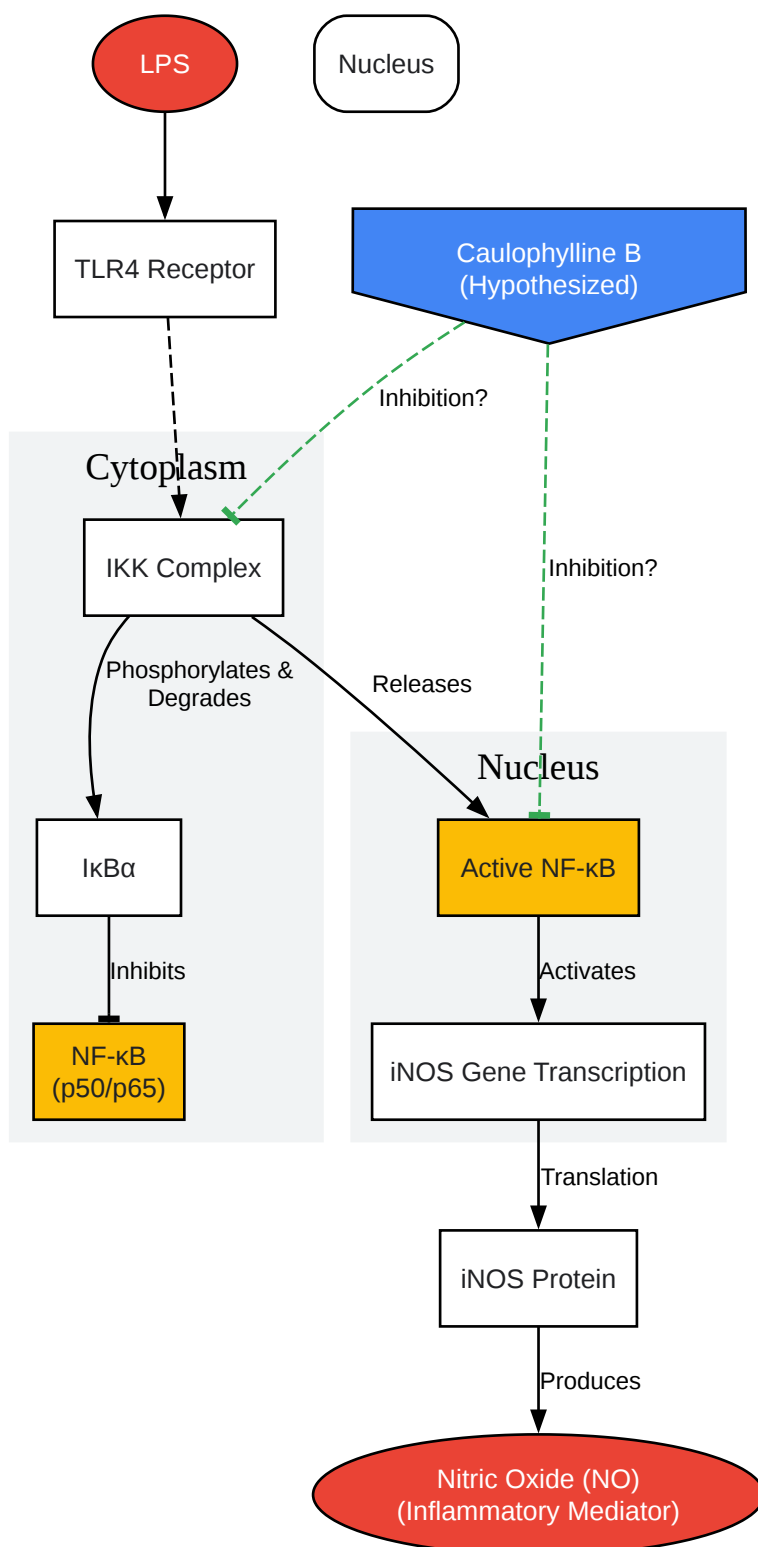 LPS
Nucleus
TLR4 Receptor
Caulophylline B
(Hypothesized)
Inhibition?
Cytoplasm
IKK Complex
Inhibition?
Phosphorylates &
Degrades
Releases
Nucleus
IκBα
Active NF-κB
Inhibits
Activates
NF-κB
(p50/p65)
iNOS Gene Transcription
Translation
iNOS Protein
Produces
Nitric Oxide (NO)
(Inflammatory Mediator)